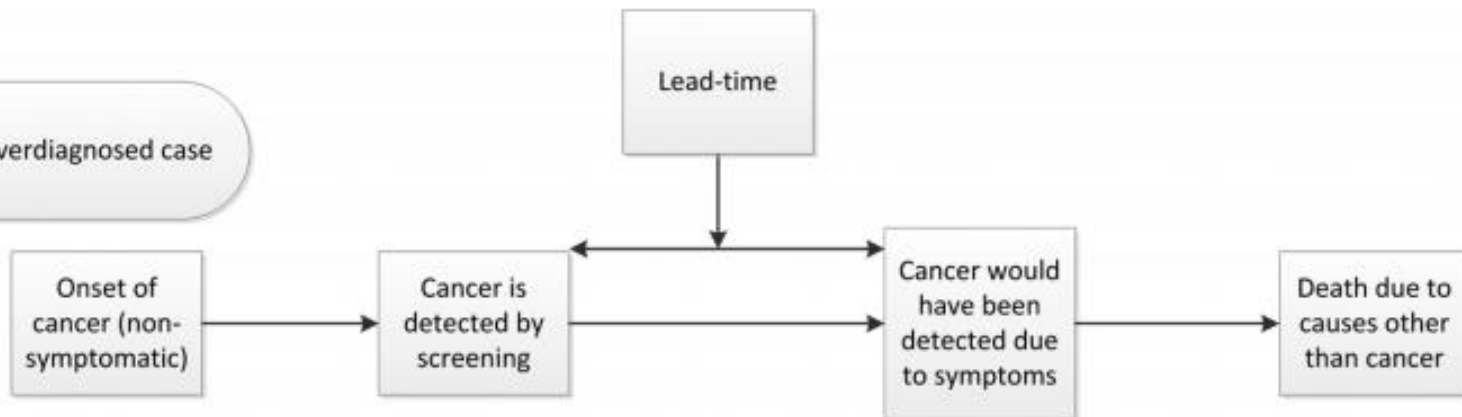 Lead-time
verdiagnosed case
Onset of
cancer (non-
symptomatic)
Cancer is
detected by
screening
Cancer would
have been
detected due
to symptoms
Death due to
causes other
than cancer